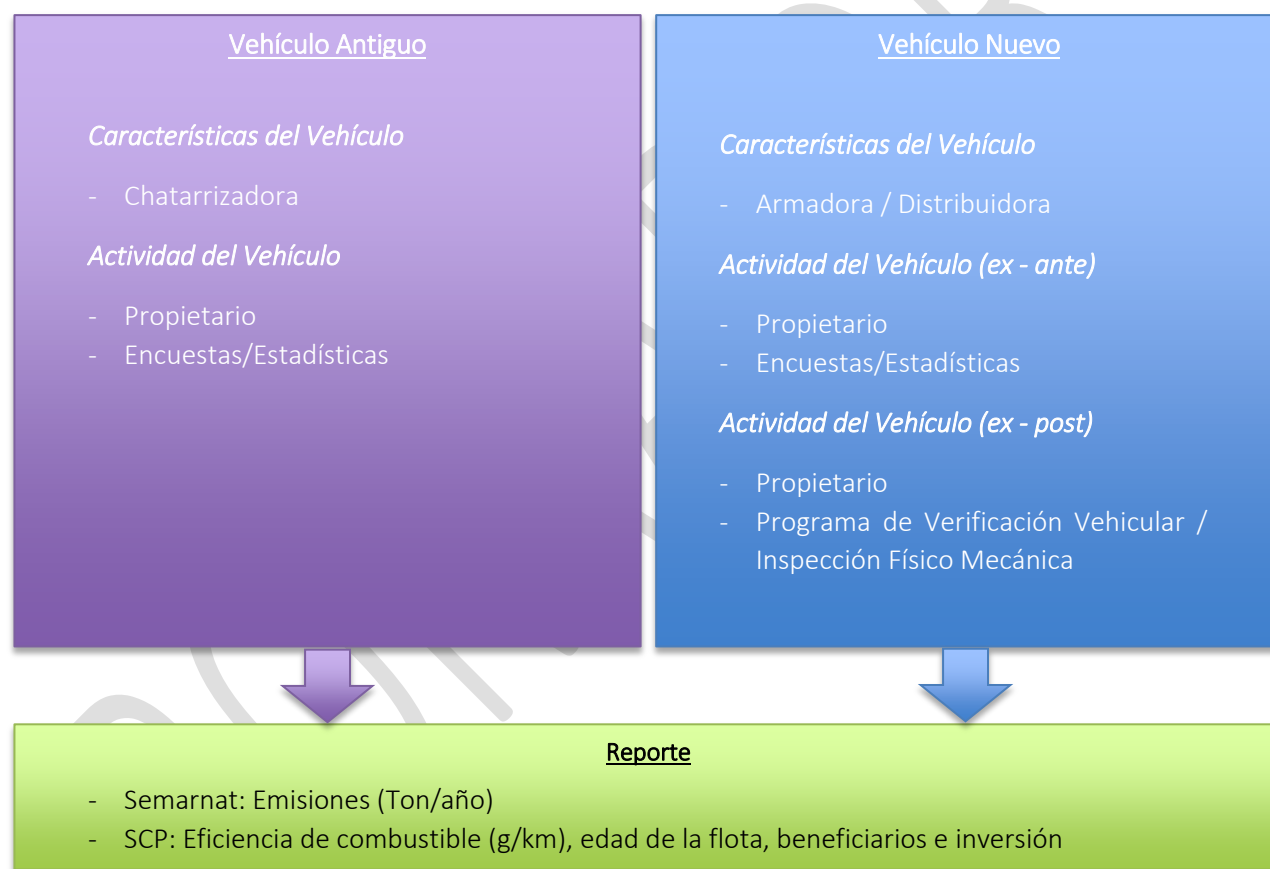 Vehículo Antiguo
Características del Vehículo
- Chatarrizadora
Actividad del Vehículo
- Propietario
- Encuestas/Estadísticas
Vehículo Nuevo
Características del Vehículo
- Armadora / Distribuidora
Actividad del Vehículo (ex - ante)
- Propietario
- Encuestas/Estadísticas
Actividad del Vehículo (ex - post)
- Propietario
- Programa de Verificación Vehicular /
Inspección Físico Mecánica
Reporte
- Semarnat: Emisiones (Ton/año)
- SCP: Eficiencia de combustible (g/km), edad de la flota, beneficiarios e inversión